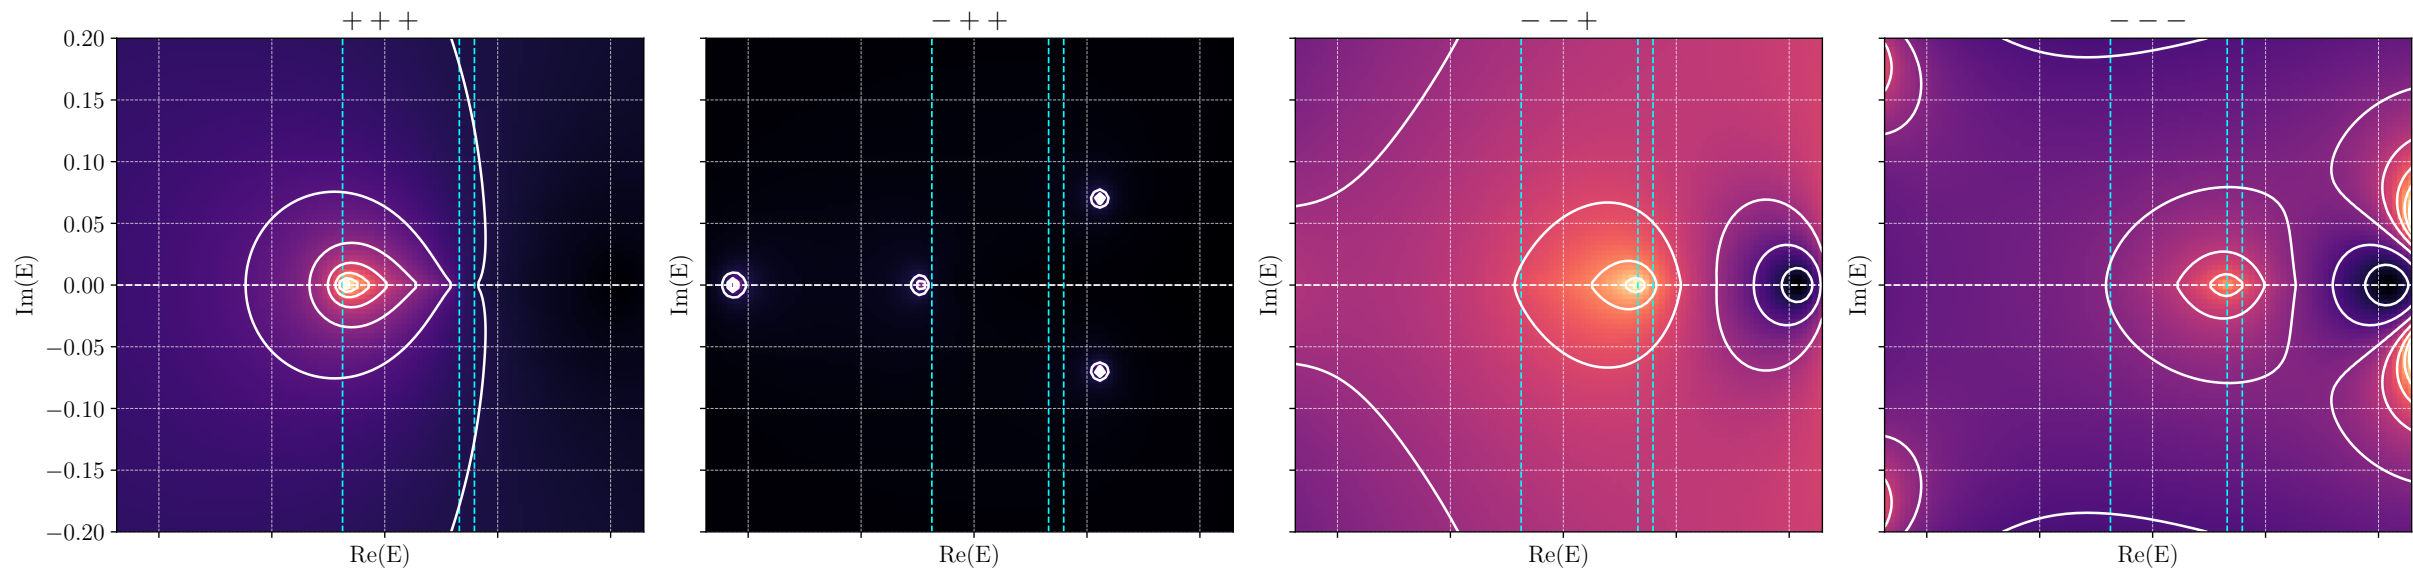 + + +
− + +
− − +
− − −
0.20
0.15
0.10
0.05
0.00
−0.05
−0.10
−0.15
−0.20
Im(E)
Im(E)
Im(E)
Im(E)
Re(E)
Re(E)
Re(E)
Re(E)